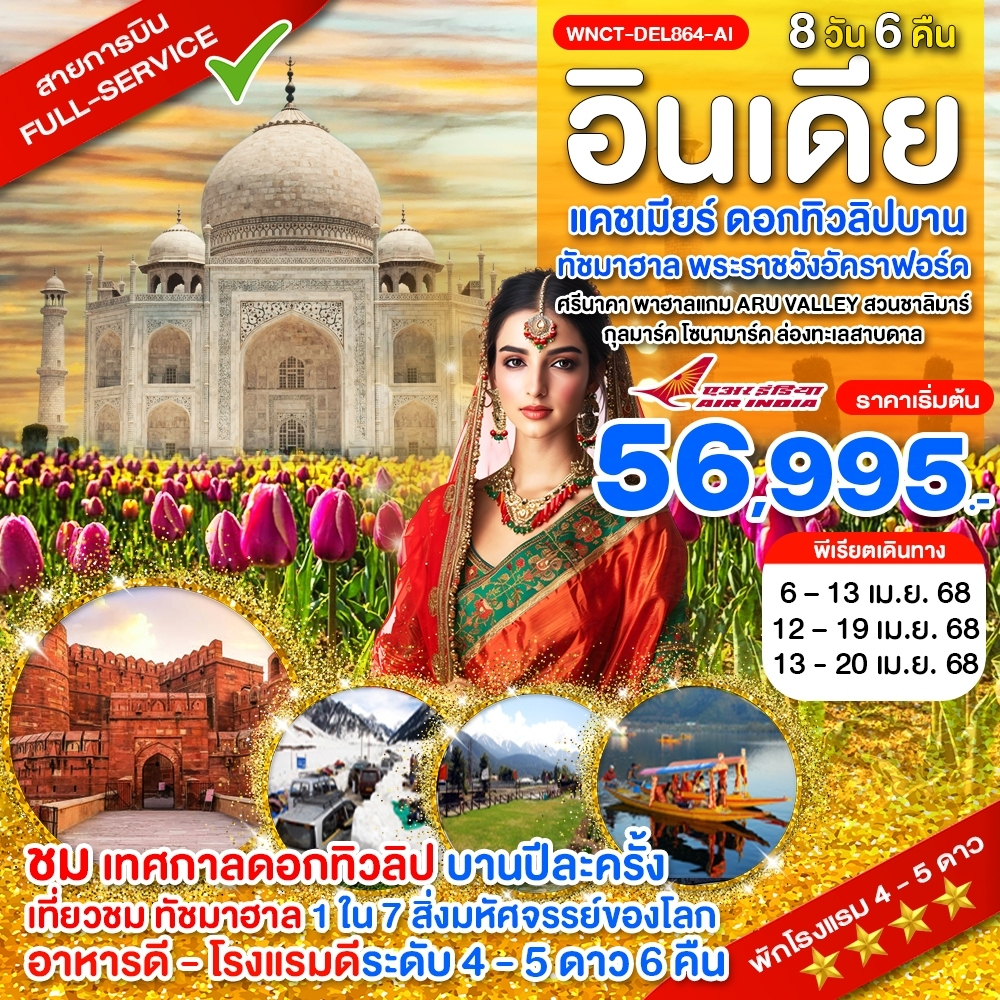 สายการบิน
FULL-SERVICE
WNCT-DEL864-AI
8 วัน 6 คืน
อินเดีย
แคชเมียร์ ดอกทิวลิปบาน
ทัชมาฮาล พระราชวังอัคราฟอร์ด
ศรีนาคา พาฮาลแกม ARU VALLEY สวนชาลิมาร์
กุลมาร์ค โซนามาร์ค ล่องทะเลสาบดาล
एअर इंडिया
AIR INDIA
ราคาเริ่มต้น
56,995.-
พีเรียตเดินทาง
6 – 13 เม.ย. 68
12 – 19 เม.ย. 68
13 - 20 เม.ย. 68
ชม เทศกาลดอกทิวลิป บานปีละครั้ง
เที่ยวชม ทัชมาฮาล 1 ใน 7 สิ่งมหัศจรรย์ของโลก
อาหารดี – โรงแรมดีระดับ 4 – 5 ดาว 6 คืน
พักโรงแรม 4 – 5 ดาว